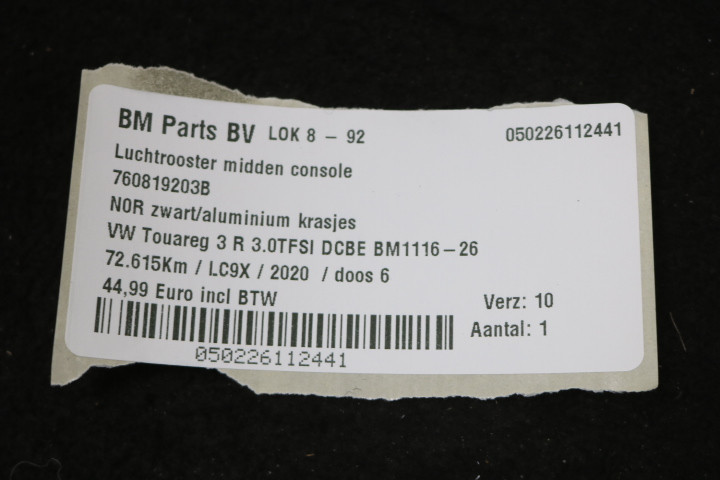 BM Parts BV LOK 8 - 92 050226112441
Luchtrooster midden console
760819203B
N0R zwart/aluminium krasjes
VW Touareg 3 R 3.0TFSI DCBE BM1116-26
72.615Km / LC9X / 2020 / doos 6
44,99 Euro incl BTW
Verz: 10
Aantal: 1
050226112441